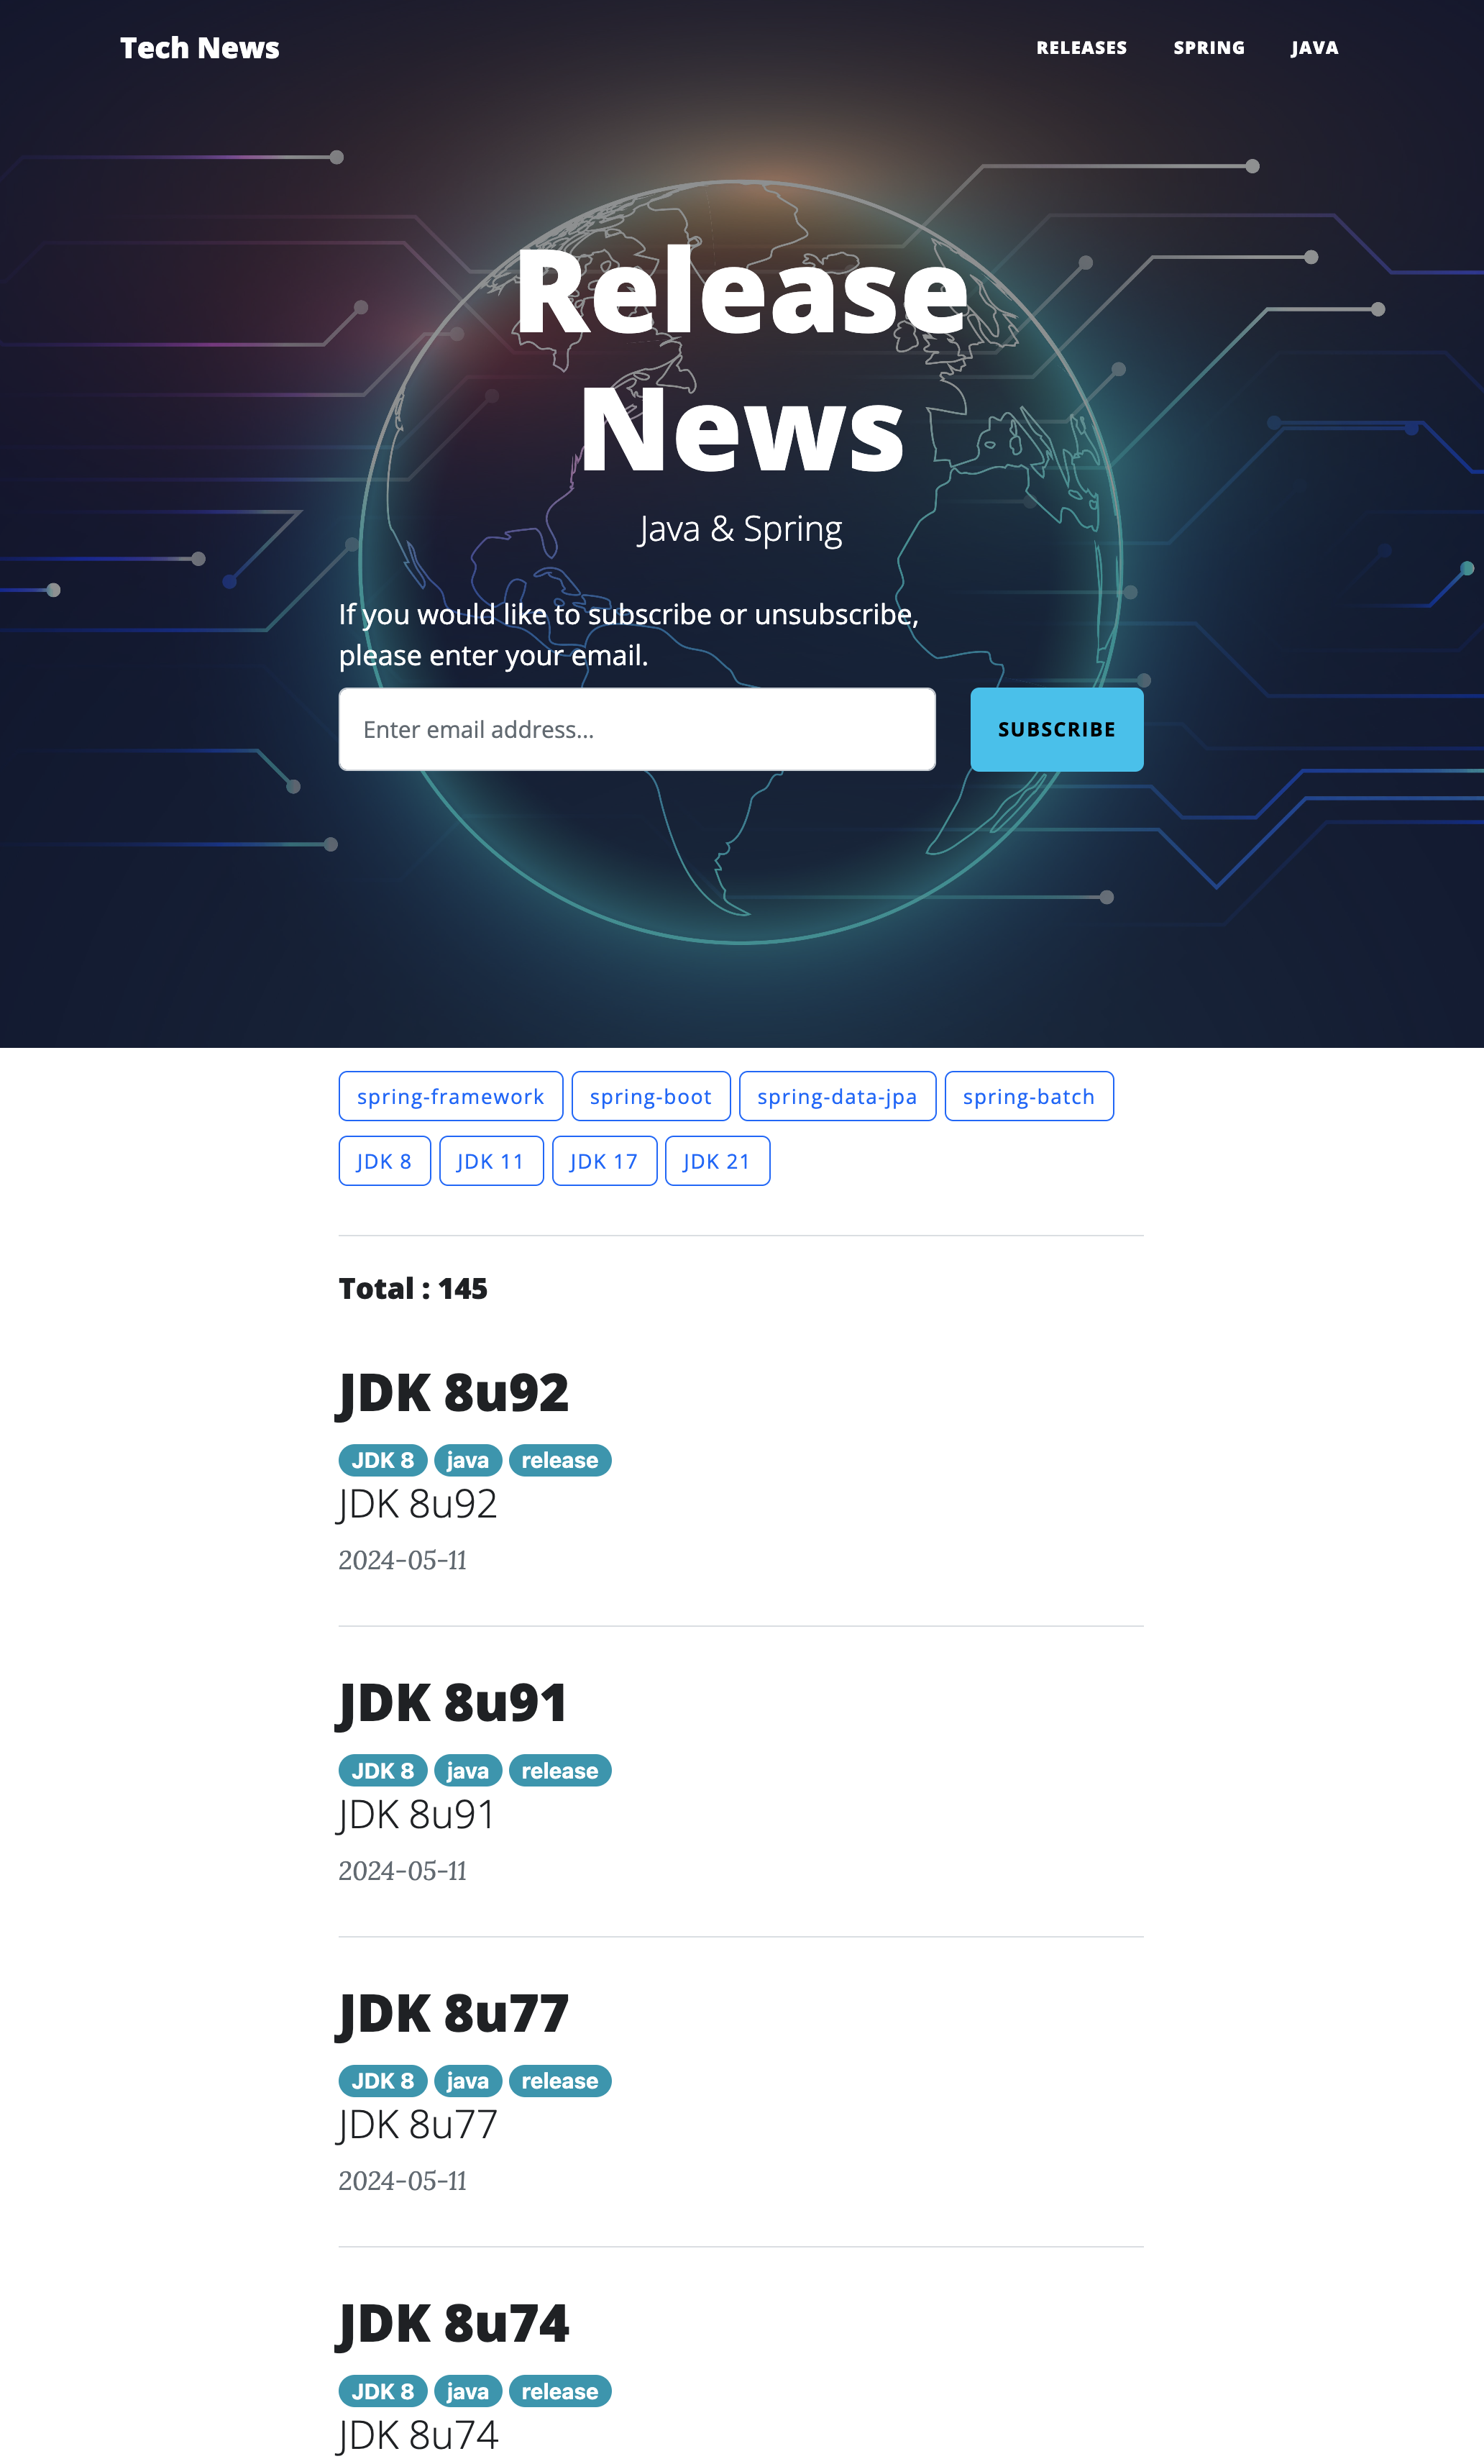 Tech News
RELEASES SPRING JAVA
Release
News
Java & Spring
If you would like to subscribe or unsubscribe,
please enter your email.
Enter email address...
SUBSCRIBE
spring-framework spring-boot spring-data-jpa spring-batch
JDK 8 JDK 11 JDK 17 JDK 21
Total : 145
JDK 8u92
JDK 8 java release
JDK 8u92
2024-05-11
JDK 8u91
JDK 8 java release
JDK 8u91
2024-05-11
JDK 8u77
JDK 8 java release
JDK 8u77
2024-05-11
JDK 8u74
JDK 8 java release
JDK 8u74